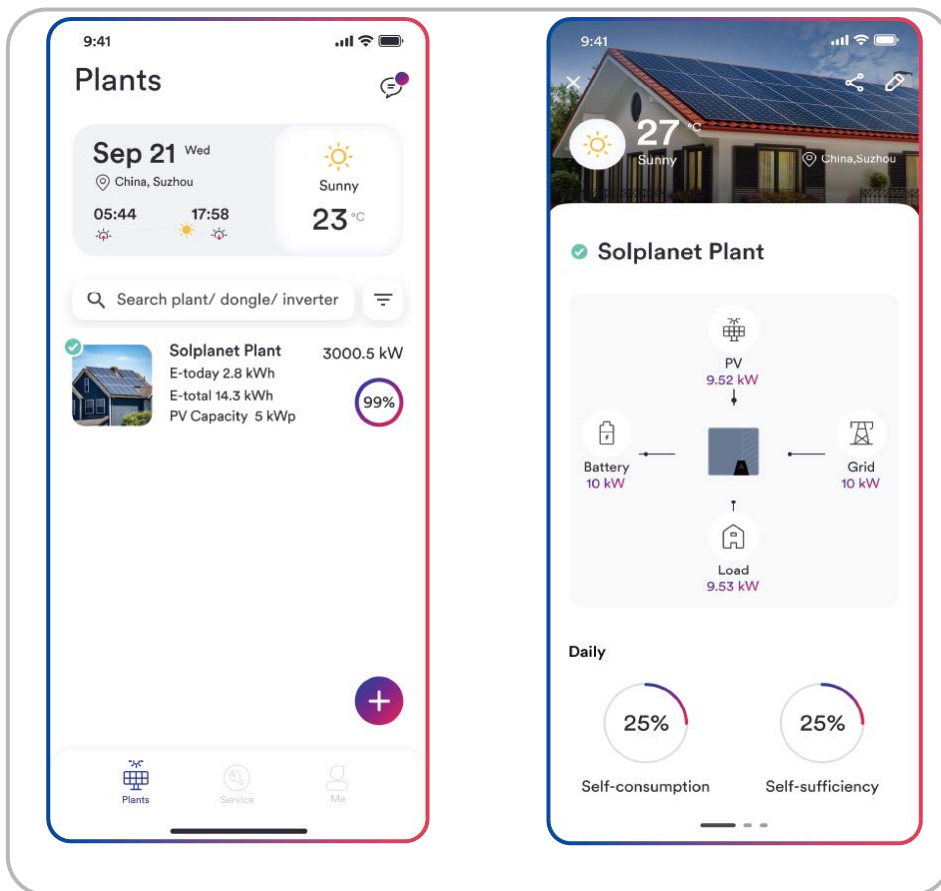 9:41
Plants
Sep 21 Wed
China, Suzhou
05:44 17:58
Sunny
23 °C
Search plant/ dongle/ inverter
Solplanet Plant 3000.5 kW
E-today 2.8 kWh
E-total 14.3 kWh
PV Capacity 5 kWp
99%
Plants Service Me
9:41
27 °C
Sunny
China,Suzhou
Solplanet Plant
PV
9.52 kW
Battery
10 kW
Grid
10 kW
Load
9.53 kW
Daily
25% 25%
Self-consumption Self-sufficiency